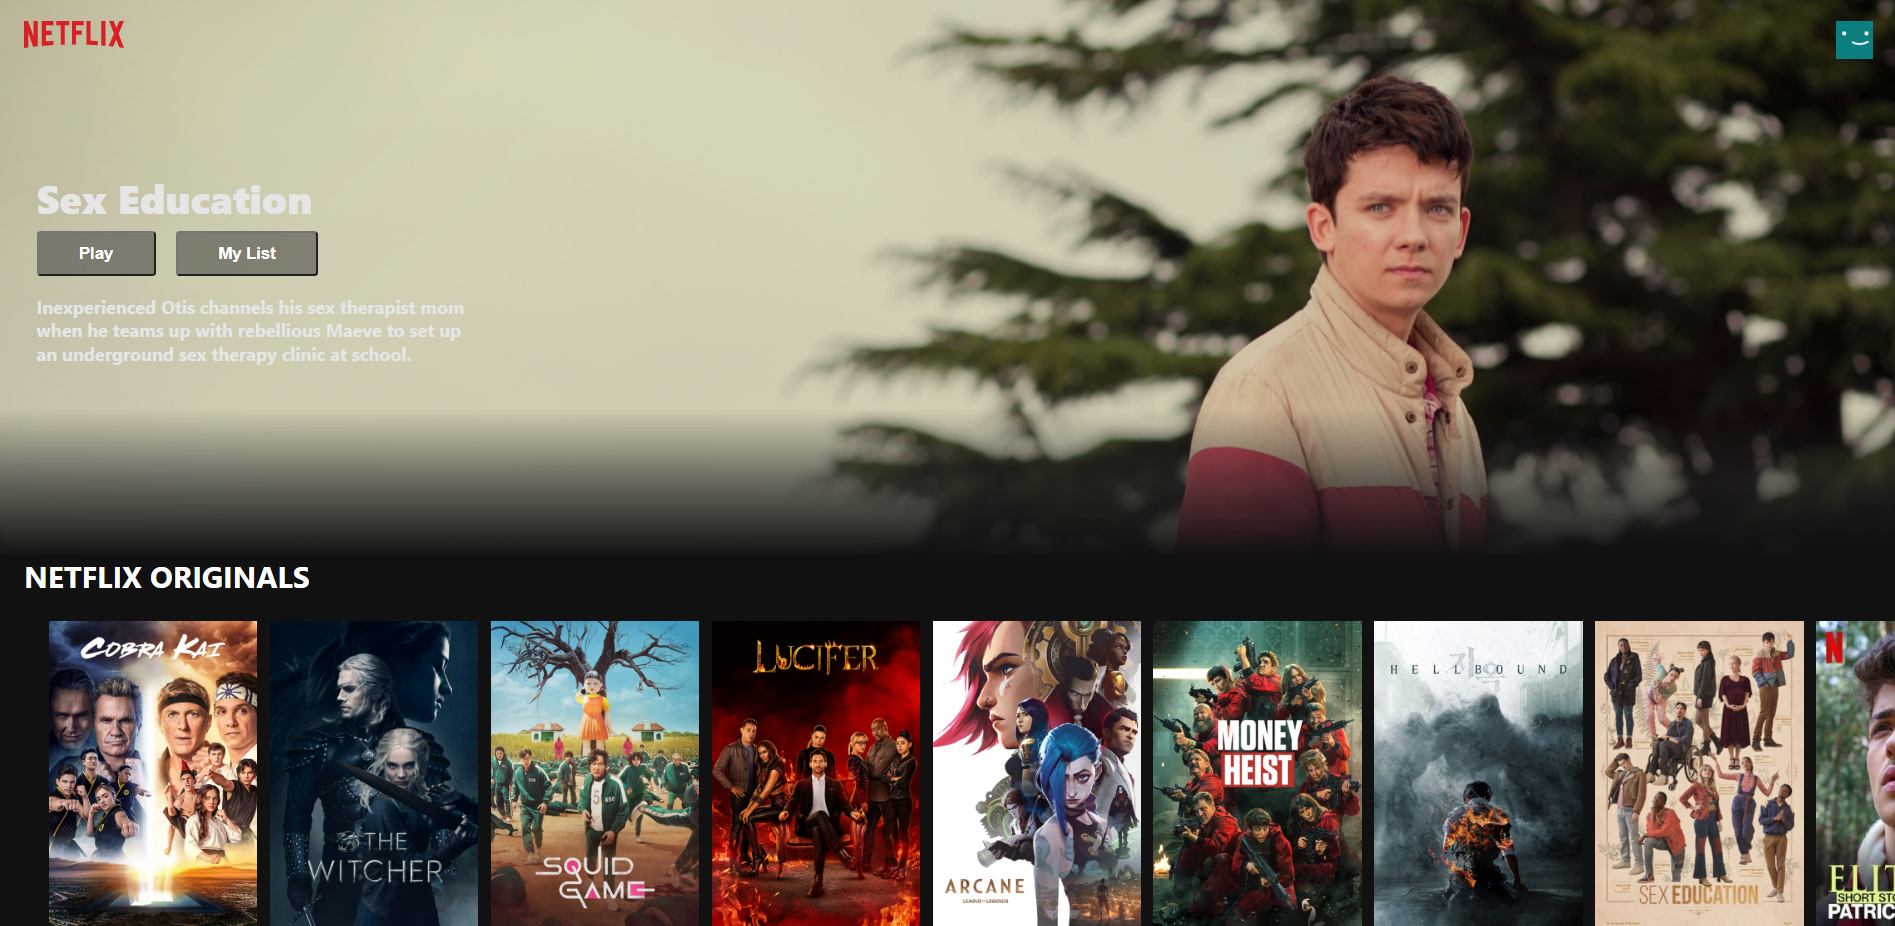 NETFLIX
Sex Education
Play
My List
Inexperienced Otis channels his sex therapist mom
when he teams up with rebellious Maeve to set up
an underground sex therapy clinic at school.
NETFLIX ORIGINALS
COBRA KAI
THE
WITCHER
SQUID
GAME
LUCIFER
ARCANE
LEAGUE OF LEGENDS
MONEY
HEIST
HELLBOUND
지옥
SEX EDUCATION
N
ELIT
SHORT STO
PATRIC